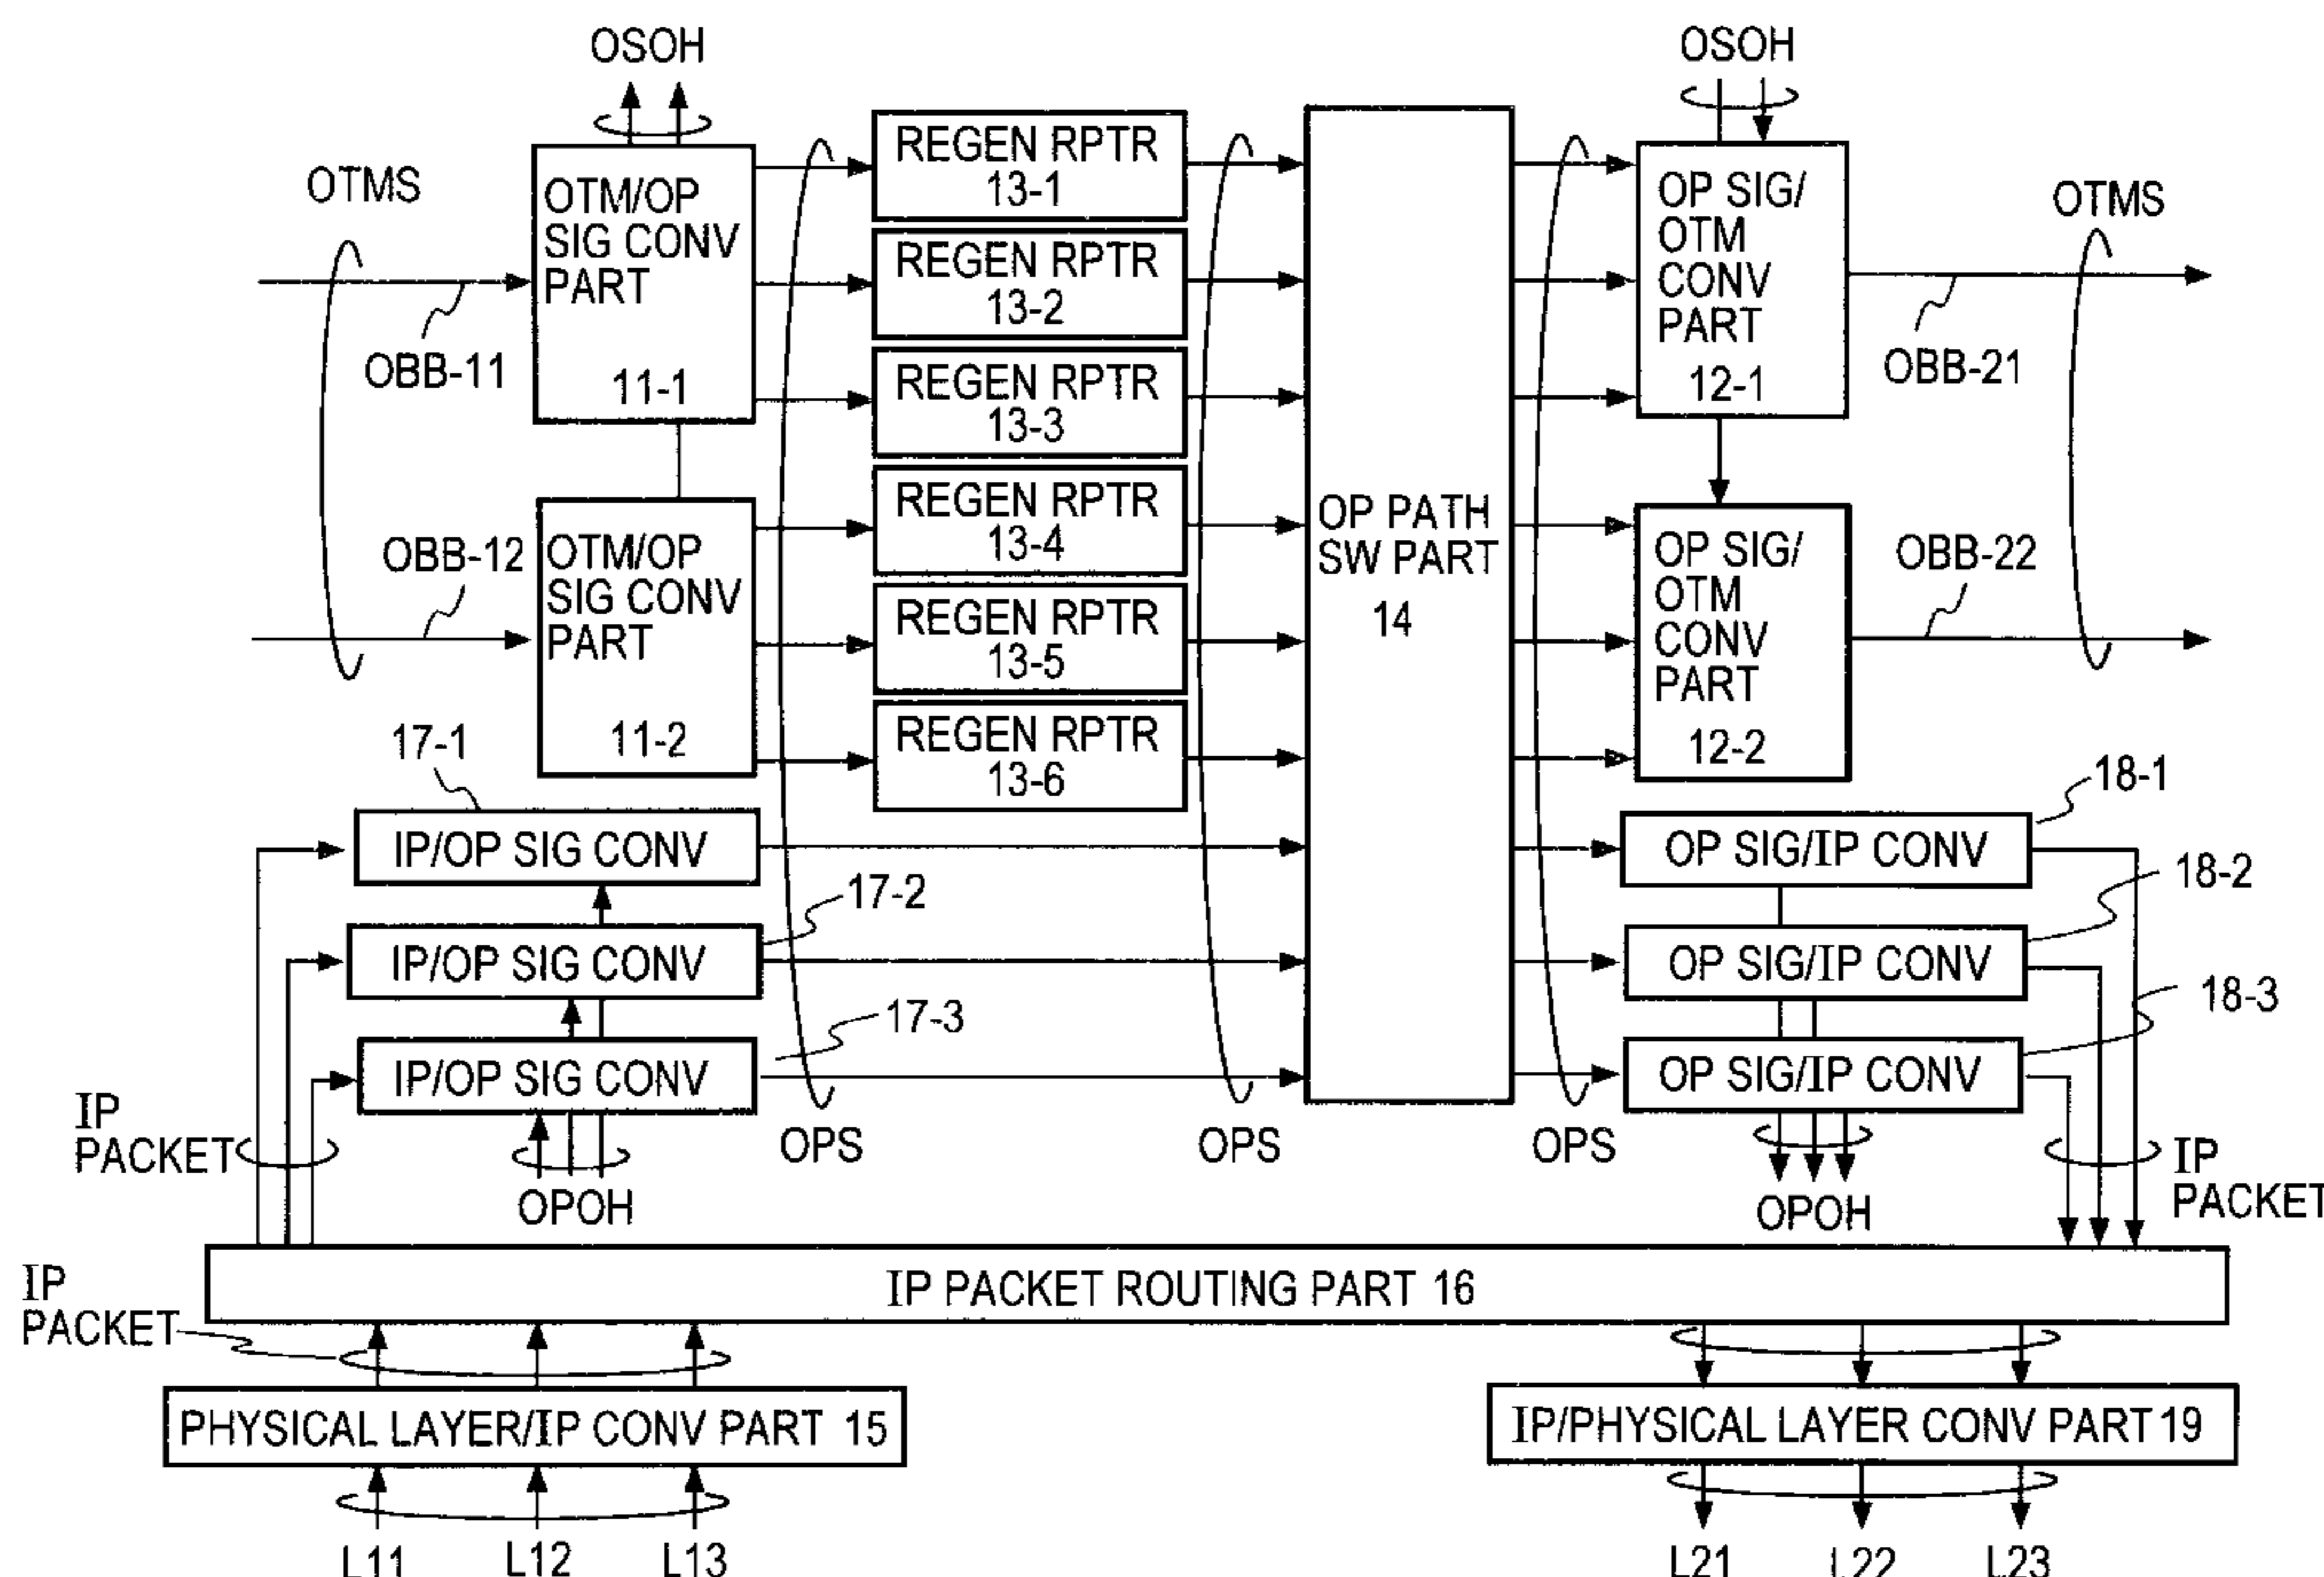 OSOH
OSOH
OTMS
OTM/OP
SIG CONV
PART
11-1
OBB-11
REGEN RPTR
13-1
REGEN RPTR
13-2
REGEN RPTR
13-3
REGEN RPTR
13-4
REGEN RPTR
13-5
REGEN RPTR
13-6
OP PATH
SW PART
14
OP SIG/
OTM
CONV
PART
12-1
OTMS
OBB-21
OBB-12
OTM/OP
SIG CONV
PART
11-2
OP SIG/
OTM
CONV
PART
12-2
OBB-22
17-1
IP/OP SIG CONV
17-2
IP/OP SIG CONV
17-3
IP/OP SIG CONV
18-1
OP SIG/IP CONV
18-2
OP SIG/IP CONV
18-3
OP SIG/IP CONV
IP
PACKET
OPOH
OPS
OPS
OPS
OPOH
IP
PACKET
IP PACKET ROUTING PART 16
IP
PACKET
PHYSICAL LAYER/IP CONV PART 15
IP/PHYSICAL LAYER CONV PART 19
L11
L12
L13
L21
L22
L23